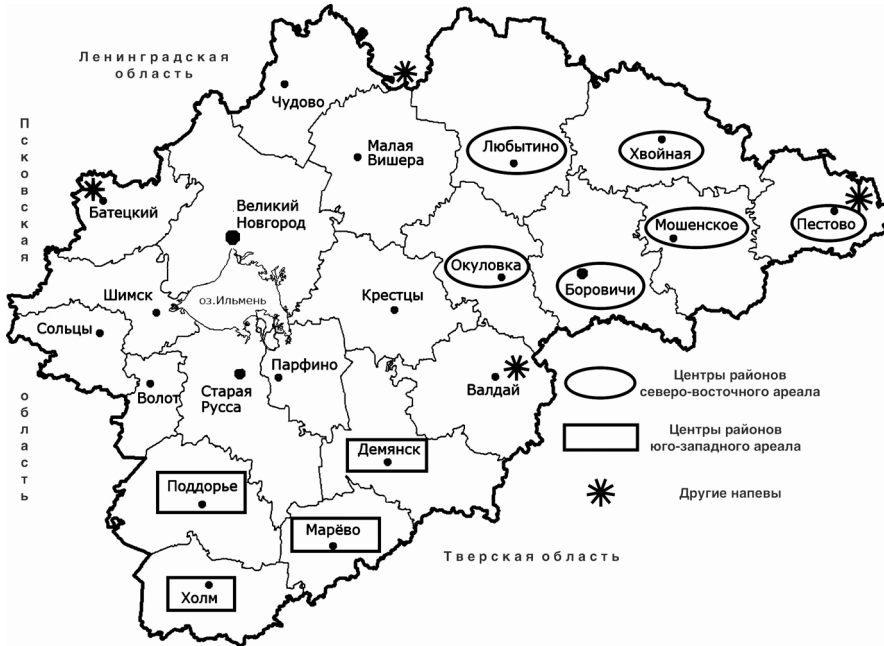 Ленинградская
область
Псковская
область
Чудово
Малая
Вишера
Любытино
Хвойная
Батецкий
Великий
Новгород
Мошенское
Пестово
Окуловка
Боровичи
Шимск
оз.Ильмень
Крестцы
Сольцы
Парфино
Волот
Старая
Русса
Валдай
Демянск
Поддорье
Марёво
Холм
Центры районов
северо-восточного ареала
Центры районов
юго-западного ареала
Другие напевы
Тверская область